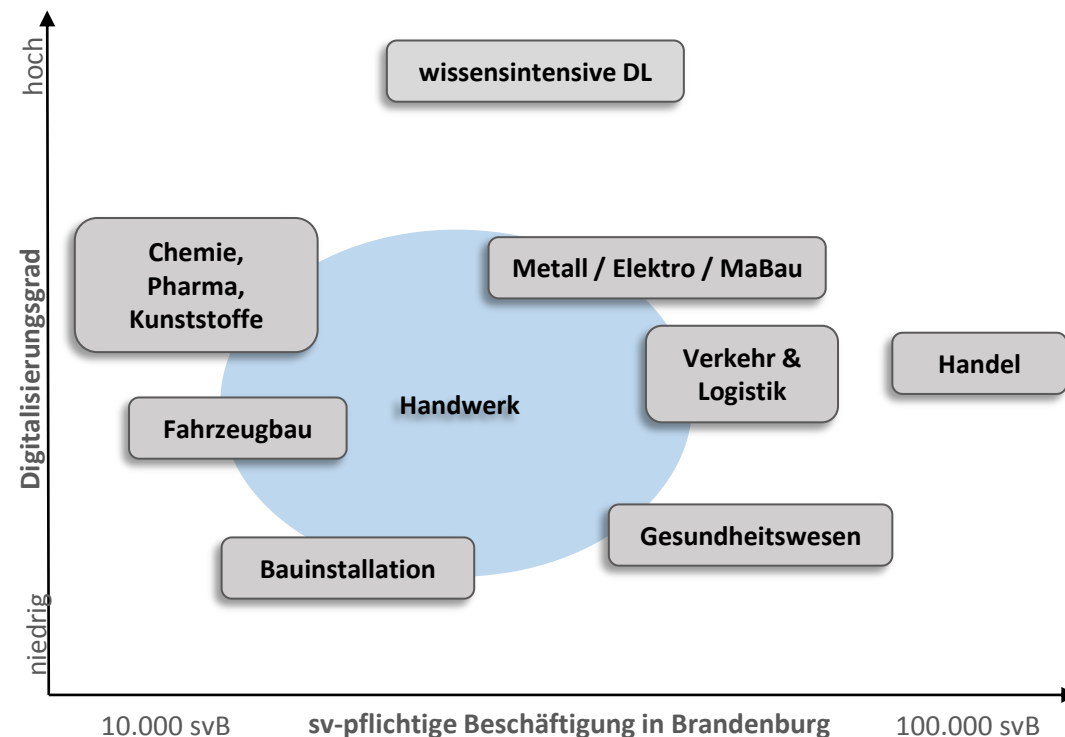 hoch
Digitalisierungsgrad
niedrig
wissensintensive DL
Chemie,
Pharma,
Kunststoffe
Metall / Elektro / MaBau
Verkehr &
Logistik
Handel
Handwerk
Fahrzeugbau
Gesundheitswesen
Bauinstallation
10.000 svB
sv-pflichtige Beschäftigung in Brandenburg
100.000 svB